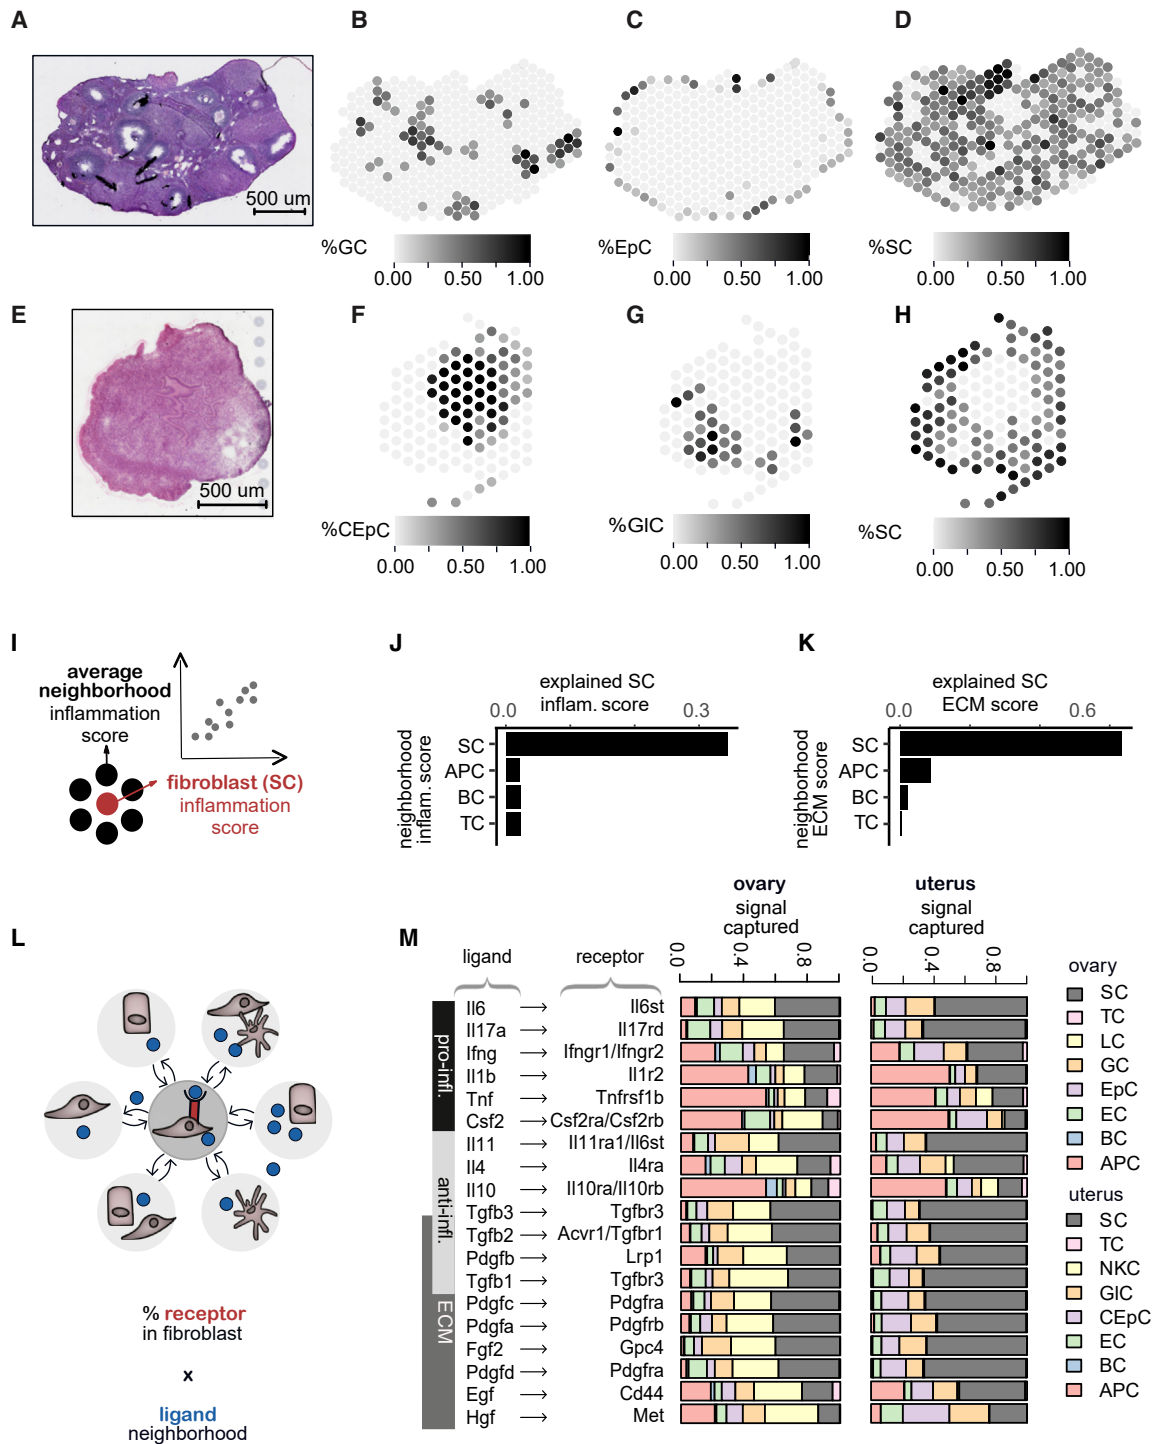 A
B
C
D
500 um
%GC
0.00 0.50 1.00
%EpC
0.00 0.50 1.00
%SC
0.00 0.50 1.00
E
F
G
H
500 um
%CEpC
0.00 0.50 1.00
%GIC
0.00 0.50 1.00
%SC
0.00 0.50 1.00
I
average
neighborhood
inflammation
score
fibroblast (SC)
inflammation
score
J
explained SC
inflam. score
0.0 0.3
neighborhood
inflam. score
SC
APC
BC
TC
K
explained SC
ECM score
0.0 0.6
neighborhood
ECM score
SC
APC
BC
TC
L
% receptor
in fibroblast
x
ligand
neighborhood
M
ligand
receptor
ovary
signal
captured
0.0 0.4 0.8
uterus
signal
captured
0.0 0.4 0.8
pro-infl.
anti-infl.
ECM
Il6 → Il6st
Il17a → Il17rd
Ifng → Ifngr1/Ifngr2
Il1b → Il1r2
Tnf → Tnfrsf1b
Csf2 → Csf2ra/Csf2rb
Il11 → Il11ra1/Il6st
Il4 → Il4ra
Il10 → Il10ra/Il10rb
Tgfb3 → Tgfbr3
Tgfb2 → Acvr1/Tgfbr1
Pdgfb → Lrp1
Tgfb1 → Tgfbr3
Pdgfc → Pdgfra
Pdgfa → Pdgfrb
Fgf2 → Gpc4
Pdgfd → Pdgfra
Egf → Cd44
Hgf → Met
ovary
SC
TC
LC
GC
EpC
EC
BC
APC
uterus
SC
TC
NKC
GIC
CEpC
EC
BC
APC